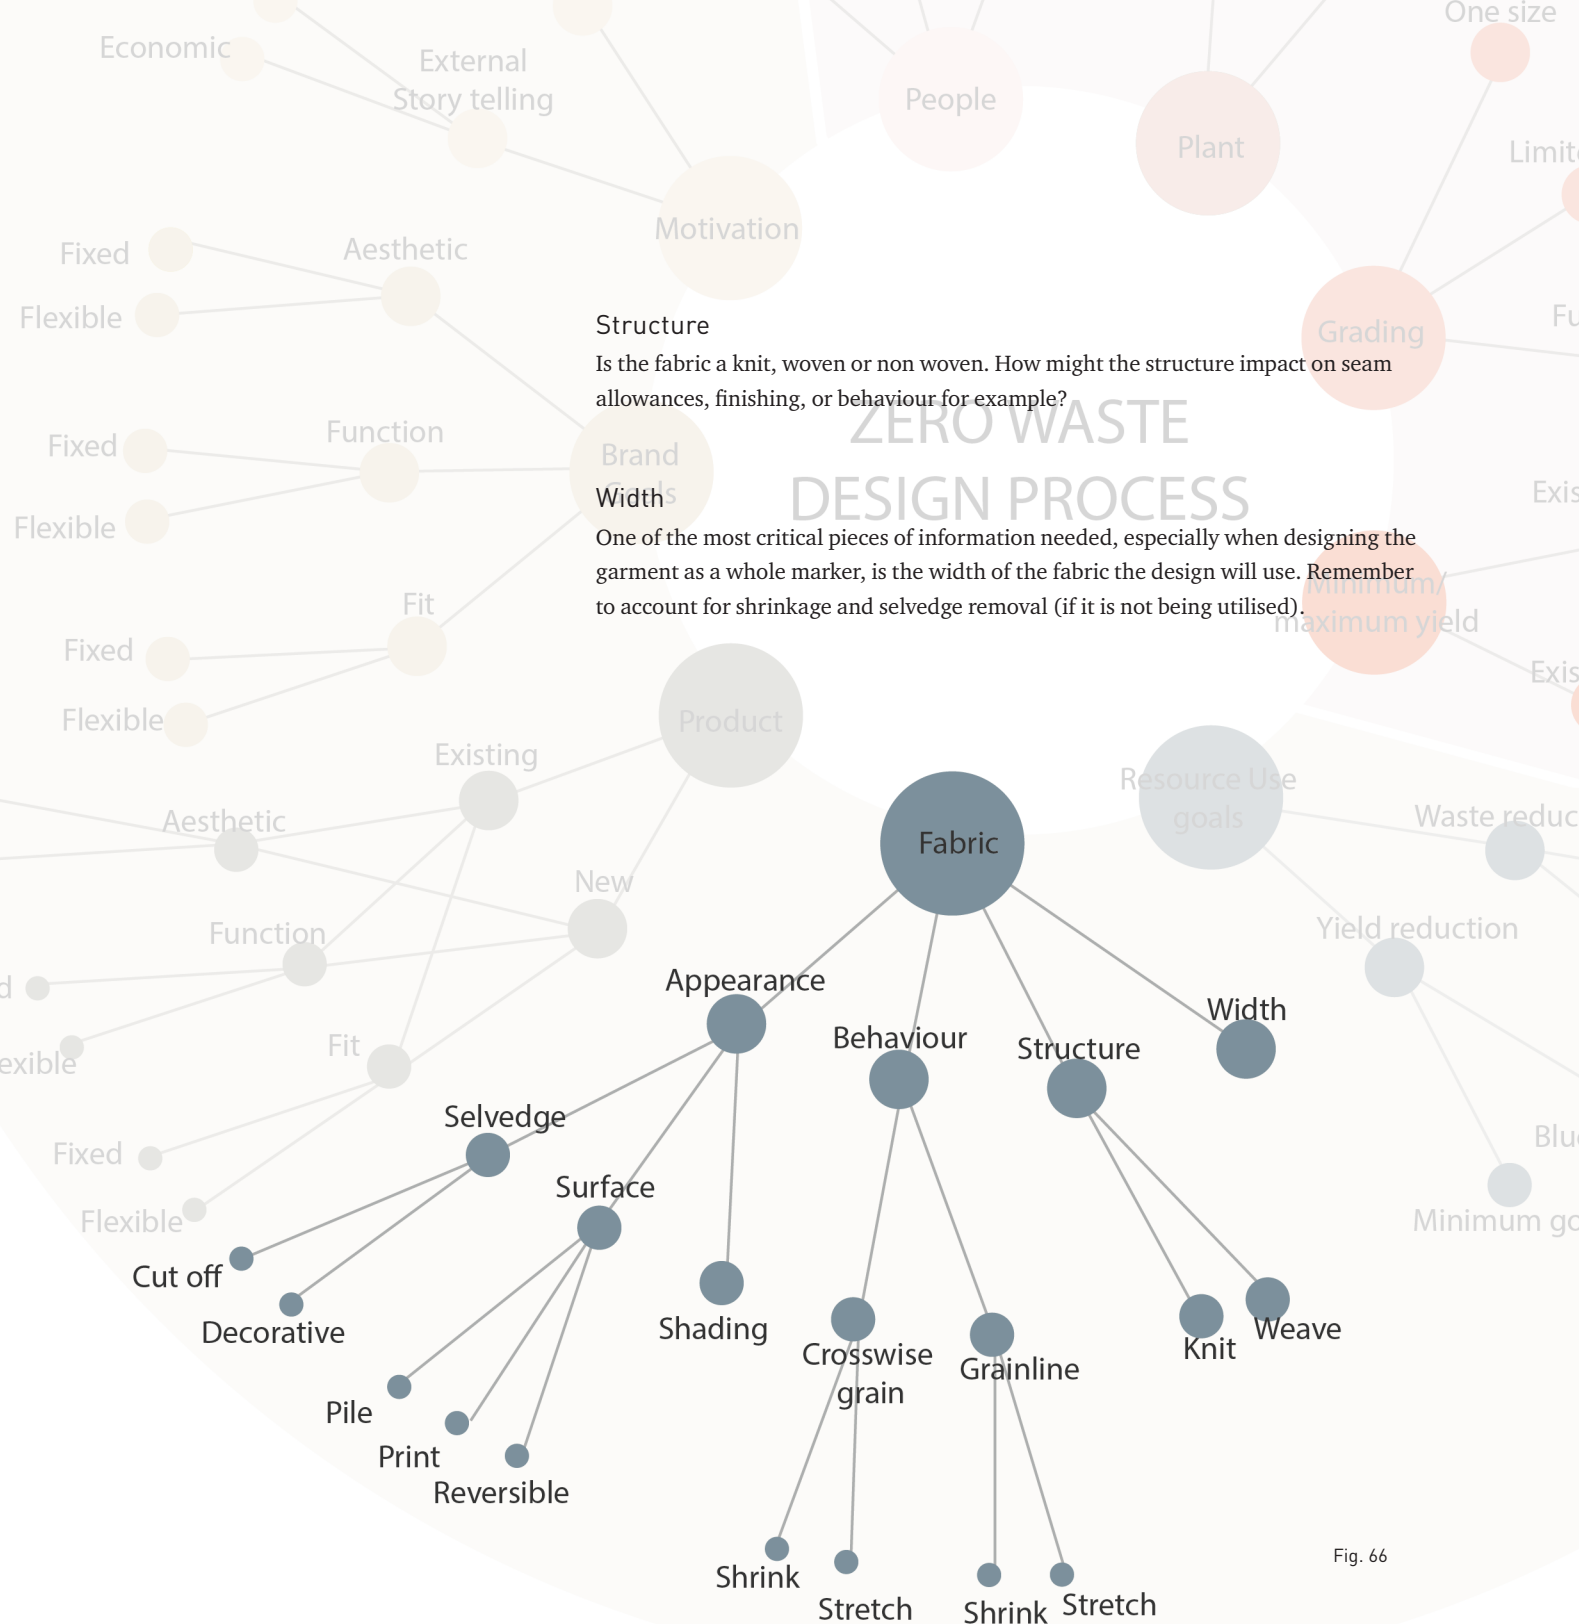 One size
Economic
External
Story telling
People
Plant
Motivation
Fixed
Aesthetic
Flexible
Structure
Grading
Is the fabric a knit, woven or non woven. How might the structure impact on seam
allowances, finishing, or behaviour for example?
ZERO WASTE
DESIGN PROCESS
Function
Fixed
Flexible
Brand
Goals
Width
One of the most critical pieces of information needed, especially when designing the
garment as a whole marker, is the width of the fabric the design will use. Remember
to account for shrinkage and selvedge removal (if it is not being utilised).
Minimum/
maximum yield
Fit
Fixed
Flexible
Product
Existing
Aesthetic
New
Function
Fit
Fixed
Flexible
Resource Use
goals
Waste reduc
Yield reduction
Minimum go
Fabric
Appearance
Behaviour
Structure
Width
Selvedge
Surface
Cut off
Decorative
Shading
Crosswise
grain
Grainline
Knit
Weave
Pile
Print
Reversible
Shrink
Stretch
Shrink
Stretch
Fig. 66